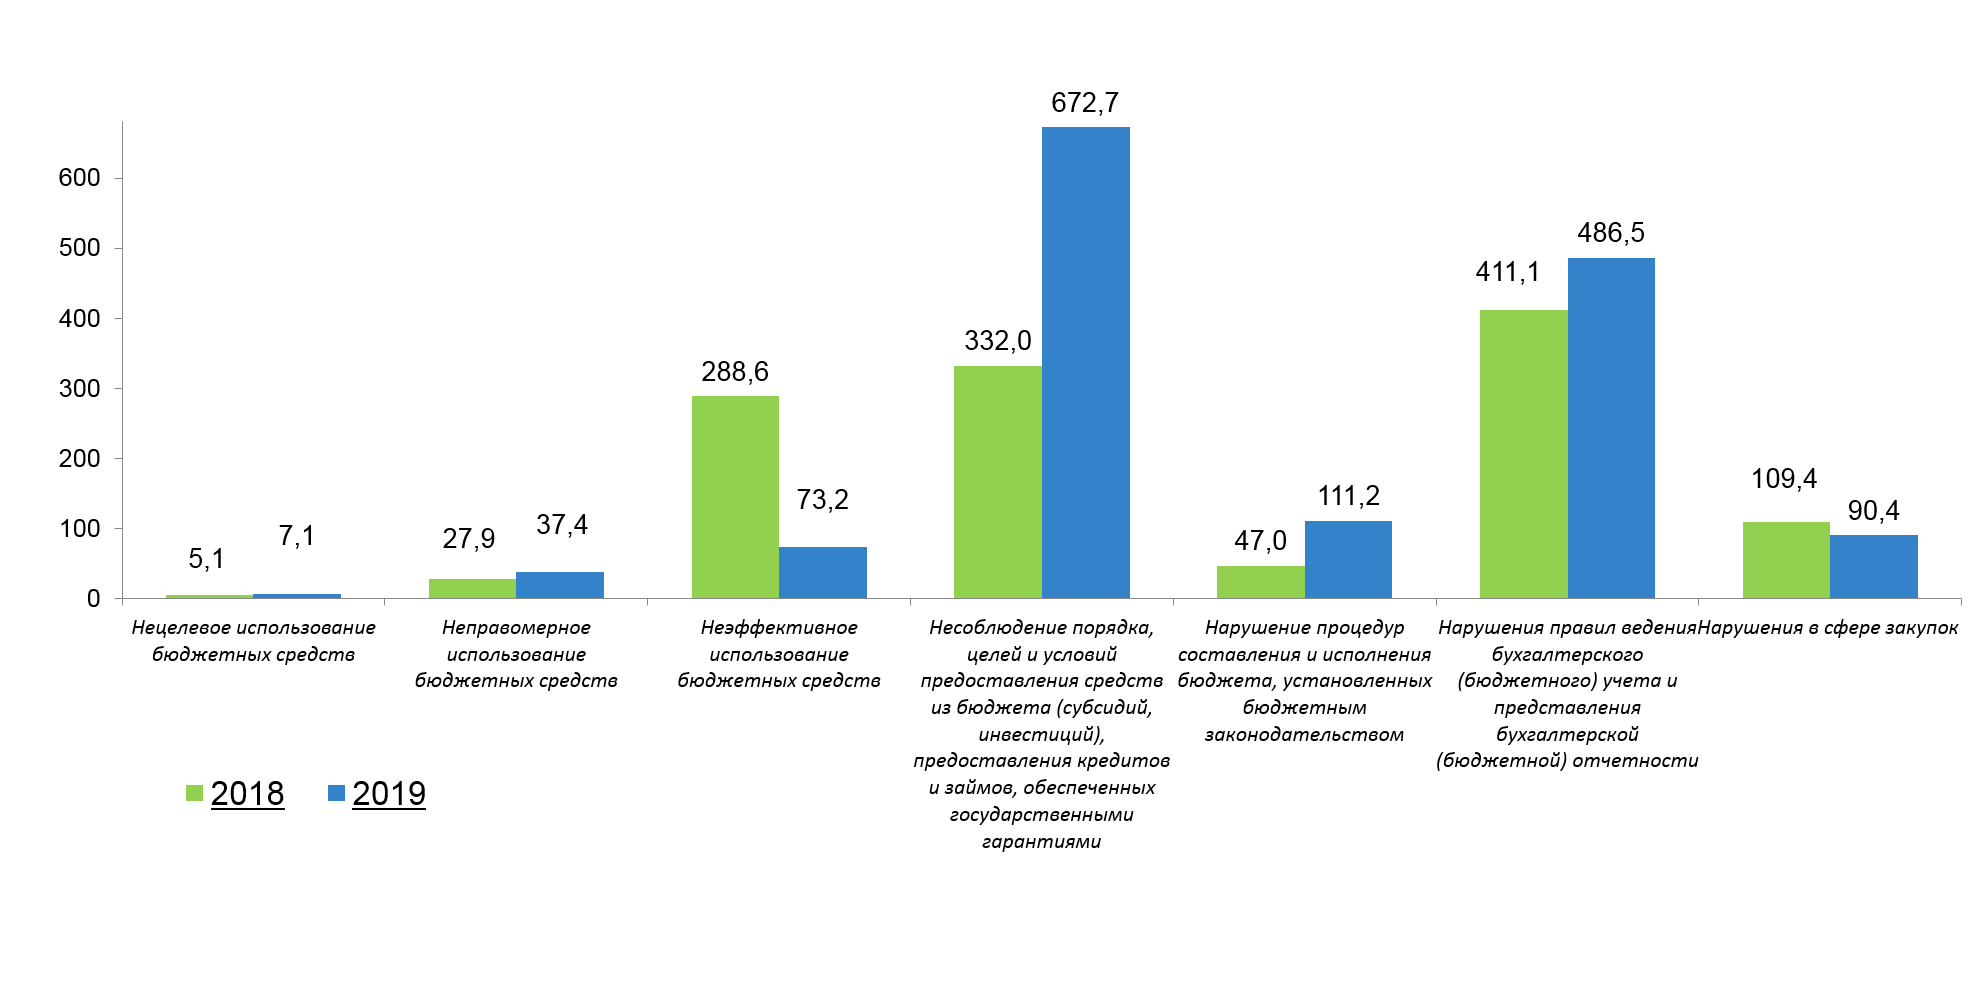 672,7
600
500
400
300
200
100
0
5,1
7,1
27,9
37,4
288,6
73,2
332,0
47,0
111,2
411,1
486,5
109,4
90,4
Нецелевое использование
бюджетных средств
Неправомерное
использование
бюджетных средств
Неэффективное
использование
бюджетных средств
Несоблюдение порядка,
целей и условий
предоставления средств
из бюджета (субсидий,
инвестиций),
предоставления кредитов
и займов, обеспеченных
государственными
гарантиями
Нарушение процедур
составления и исполнения
бюджета, установленных
бюджетным
законодательством
Нарушения правил ведения
бухгалтерского
(бюджетного) учета и
представления
бухгалтерской
(бюджетной) отчетности
Нарушения в сфере закупок
2018
2019